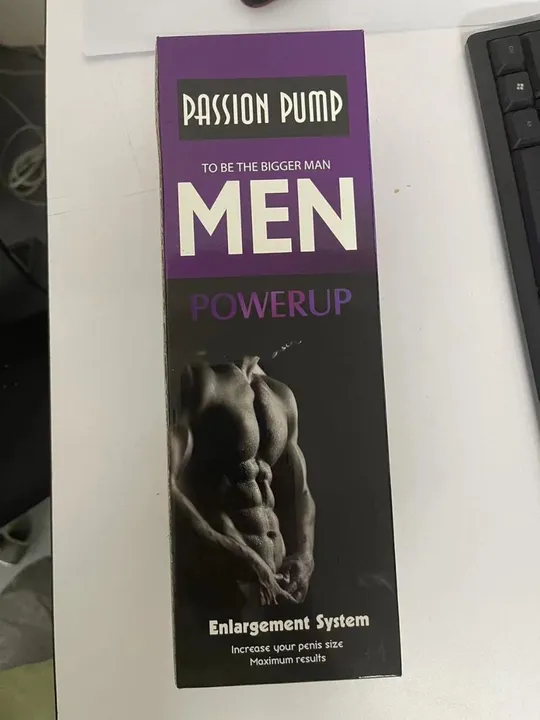 PASSION PUMP
TO BE THE BIGGER MAN
MEN
POWERUP
Enlargement System
Increase your penis size
Maximum results